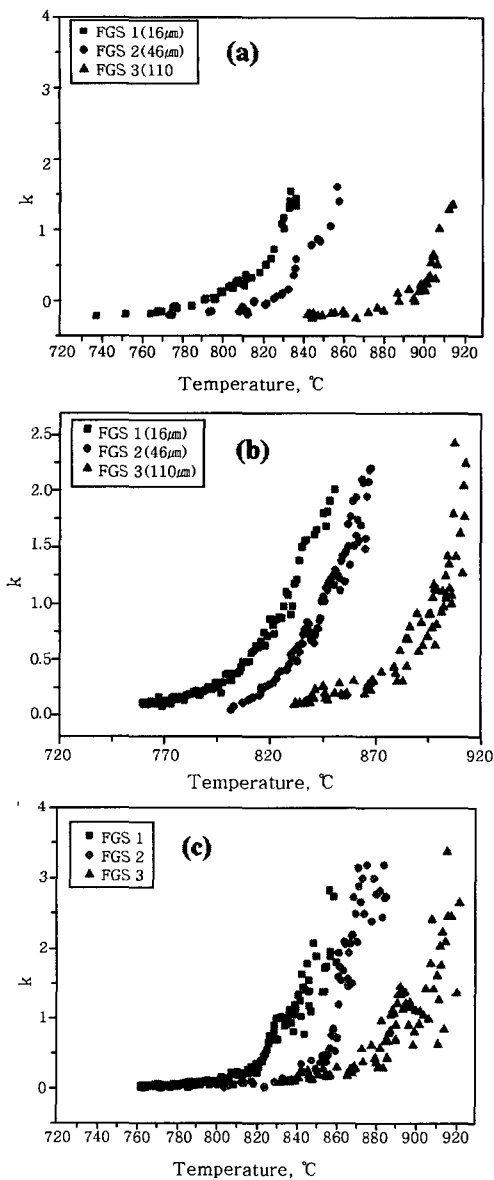 4
■ FGS 1(16㎛)
● FGS 2(46㎛)
▲ FGS 3(110
(a)
3
2
k
1
0
720 740 760 780 800 820 840 860 880 900 920
Temperature, ℃
■ FGS 1(16㎛)
● FGS 2(46㎛)
▲ FGS 3(110㎛)
(b)
2.5
2.0
k
1.5
1.0
0.5
0.0
720 770 820 870 920
Temperature, ℃
4
■ FGS 1
● FGS 2
▲ FGS 3
(c)
3
k
2
1
0
720 740 760 780 800 820 840 860 880 900 920
Temperature, ℃